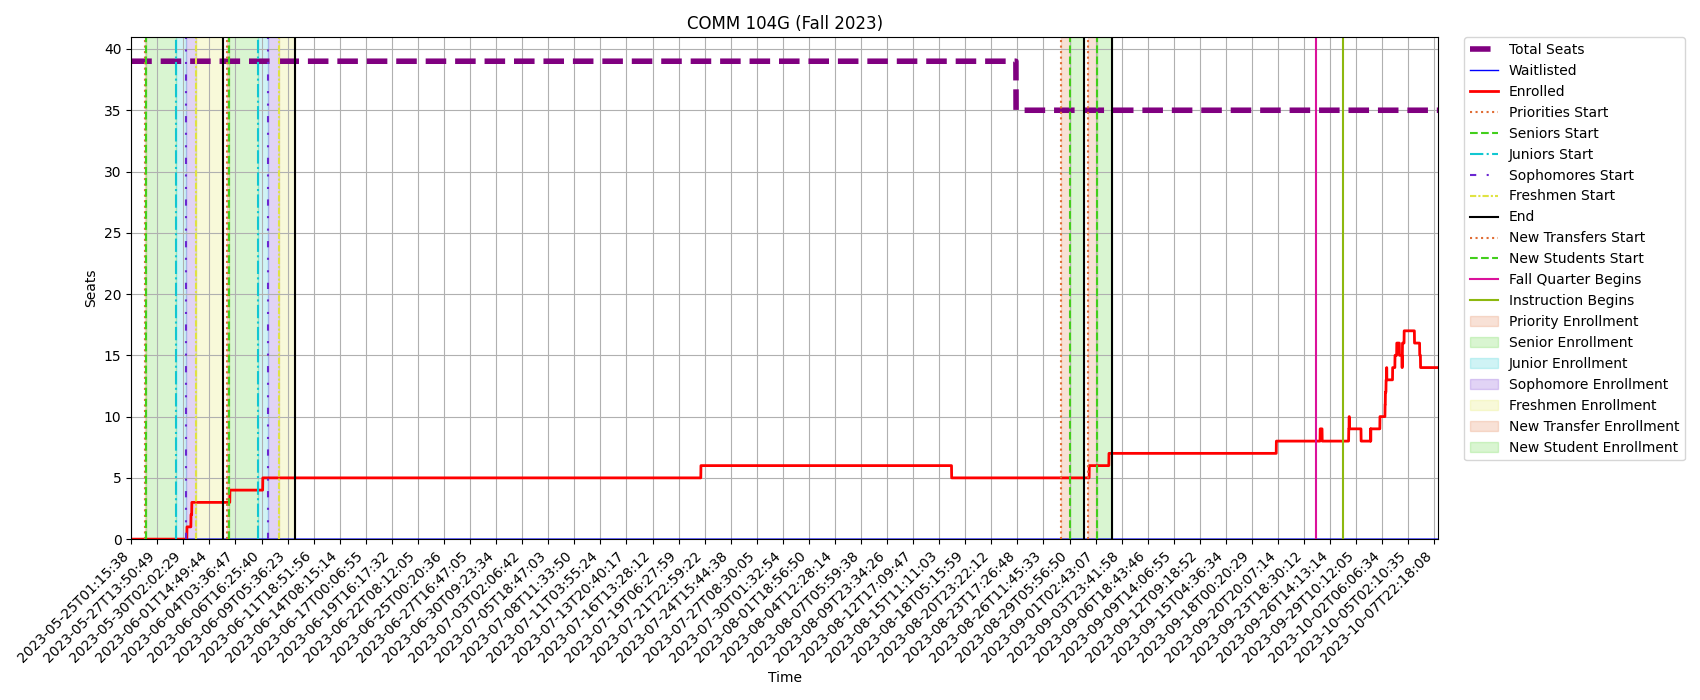 COMM 104G (Fall 2023)
40
35
30
25
20
15
10
5
0
Seats
2023-05-25T01:15:38
2023-05-27T13:50:49
2023-05-30T02:02:29
2023-06-01T14:49:44
2023-06-04T03:36:47
2023-06-06T16:25:40
2023-06-09T05:36:23
2023-06-11T18:51:56
2023-06-14T08:15:14
2023-06-17T00:06:55
2023-06-19T16:17:32
2023-06-22T08:12:05
2023-06-25T00:20:36
2023-06-27T16:47:05
2023-06-30T09:23:34
2023-07-03T02:06:42
2023-07-05T18:47:03
2023-07-08T11:33:50
2023-07-11T03:55:24
2023-07-13T20:40:17
2023-07-16T13:28:12
2023-07-19T06:27:59
2023-07-21T22:59:22
2023-07-24T15:44:38
2023-07-27T08:30:05
2023-07-30T01:32:54
2023-08-01T18:56:50
2023-08-04T12:28:14
2023-08-07T05:59:38
2023-08-09T23:34:26
2023-08-12T17:09:47
2023-08-15T11:11:03
2023-08-18T05:15:59
2023-08-20T23:22:12
2023-08-23T17:26:48
2023-08-26T11:45:33
2023-08-29T05:56:50
2023-09-01T02:43:07
2023-09-03T23:41:58
2023-09-06T18:43:46
2023-09-09T14:06:55
2023-09-12T09:18:52
2023-09-15T04:36:34
2023-09-18T00:20:29
2023-09-20T20:07:14
2023-09-23T18:30:12
2023-09-26T14:13:14
2023-09-29T10:12:05
2023-10-02T06:06:34
2023-10-05T02:10:35
2023-10-07T22:18:08
Time
Total Seats
Waitlisted
Enrolled
Priorities Start
Seniors Start
Juniors Start
Sophomores Start
Freshmen Start
End
New Transfers Start
New Students Start
Fall Quarter Begins
Instruction Begins
Priority Enrollment
Senior Enrollment
Junior Enrollment
Sophomore Enrollment
Freshmen Enrollment
New Transfer Enrollment
New Student Enrollment